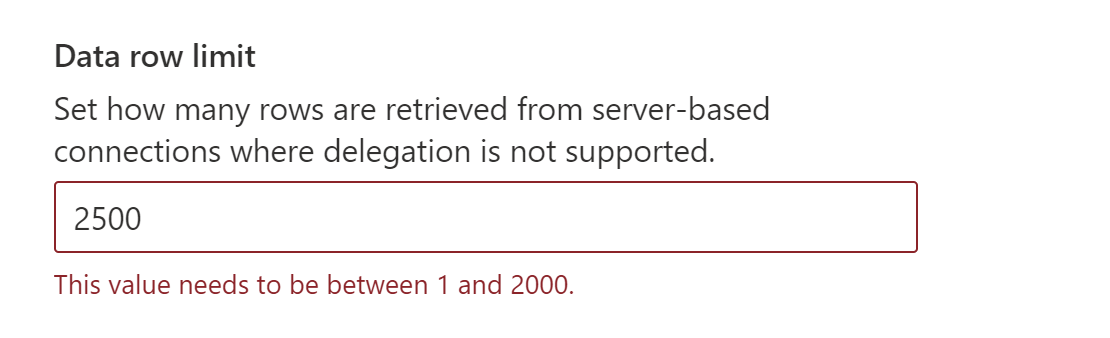 Data row limit
Set how many rows are retrieved from server-based
connections where delegation is not supported.
2500
This value needs to be between 1 and 2000.